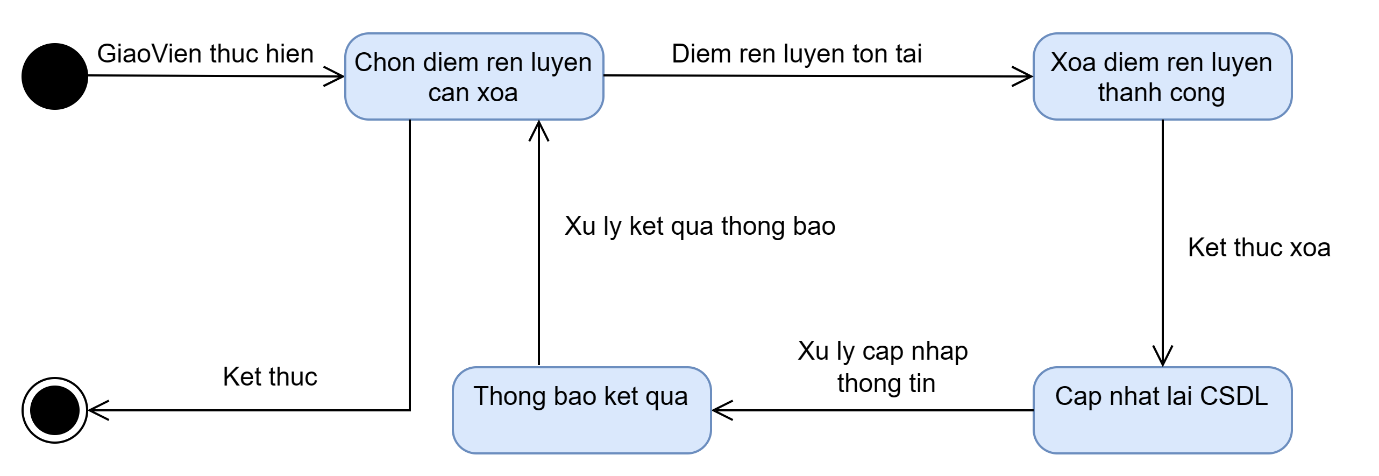 GiaoVien thuc hien
Chon diem ren luyen
can xoa
Diem ren luyen ton tai
Xoa diem ren luyen
thanh cong
Xu ly ket qua thong bao
Ket thuc xoa
Ket thuc
Thong bao ket qua
Xu ly cap nhap
thong tin
Cap nhat lai CSDL